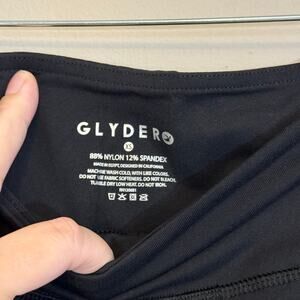 GLYDER
XS
88% NYLON 12% SPANDEX
MADE IN EGYPT, DESIGNED IN CALIFORNIA
MACHINE WASH COLD, WITH LIKE COLORS.
DO NOT USE FABRIC SOFTENERS. DO NOT BLEACH.
TUMBLE DRY LOW HEAT. DO NOT IRON.